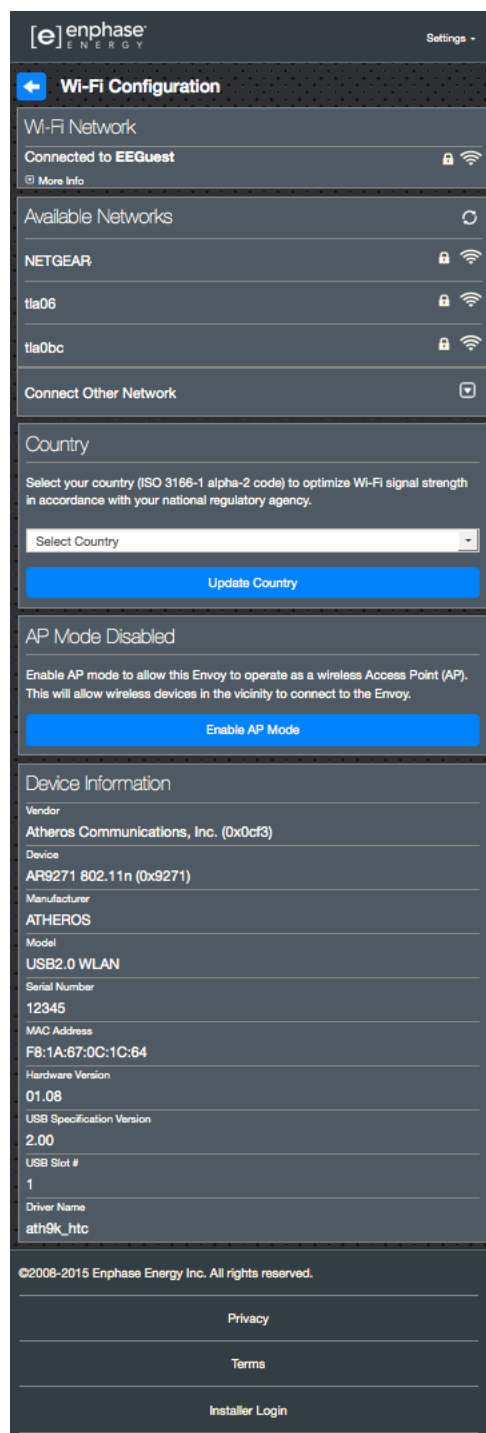 [e] enphase
ENERGY
Settings
Wi-Fi Configuration
Wi-Fi Network
Connected to EEGuest
More Info
Available Networks
NETGEAR
tla06
tla0bc
Connect Other Network
Country
Select your country (ISO 3166-1 alpha-2 code) to optimize Wi-Fi signal strength
in accordance with your national regulatory agency.
Select Country
Update Country
AP Mode Disabled
Enable AP mode to allow this Envoy to operate as a wireless Access Point (AP).
This will allow wireless devices in the vicinity to connect to the Envoy.
Enable AP Mode
Device Information
Vendor
Atheros Communications, Inc. (0x0cf3)
Device
AR9271 802.11n (0x9271)
Manufacturer
ATHEROS
Model
USB2.0 WLAN
Serial Number
12345
MAC Address
F8:1A:67:0C:1C:64
Hardware Version
01.08
USB Specification Version
2.00
USB Slot #
1
Driver Name
ath9k_htc
©2008-2015 Enphase Energy Inc. All rights reserved.
Privacy
Terms
Installer Login